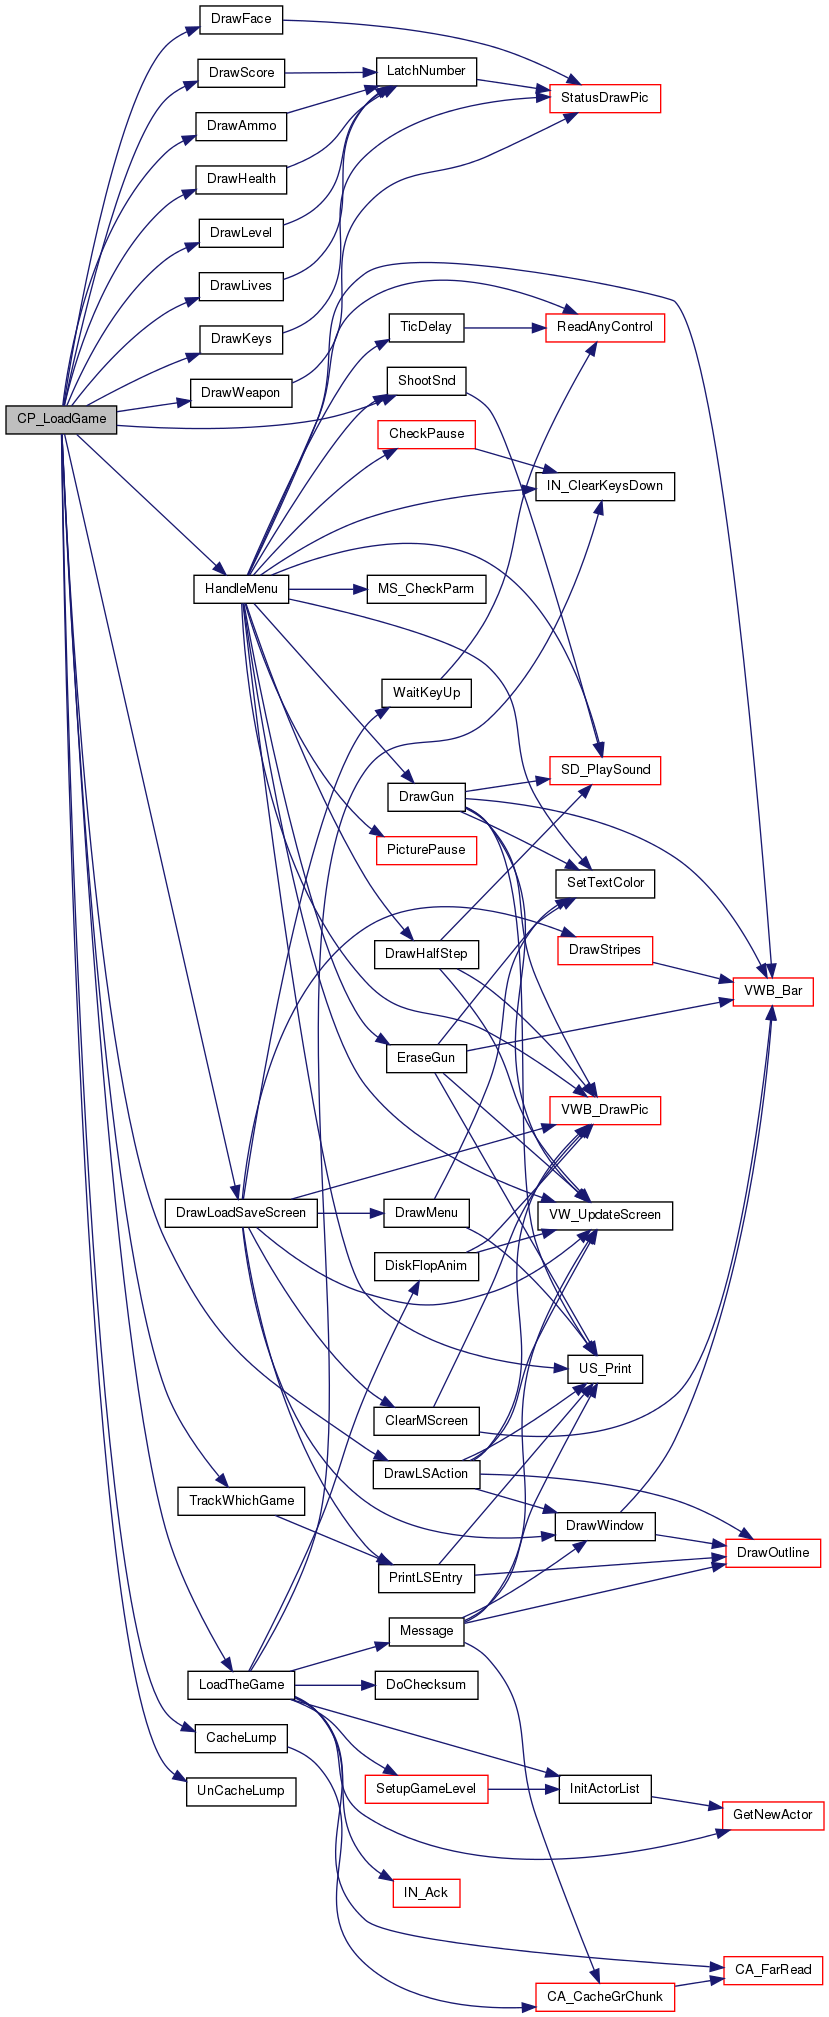 DrawFace
DrawScore
LatchNumber
StatusDrawPic
DrawAmmo
DrawHealth
DrawLevel
DrawLives
DrawKeys
TicDelay
ReadAnyControl
DrawWeapon
ShootSnd
CP_LoadGame
CheckPause
IN_ClearKeysDown
HandleMenu
MS_CheckParm
WaitKeyUp
SD_PlaySound
DrawGun
PicturePause
SetTextColor
DrawHalfStep
DrawStripes
VWB_Bar
EraseGun
VWB_DrawPic
DrawLoadSaveScreen
DrawMenu
VW_UpdateScreen
DiskFlopAnim
US_Print
ClearMScreen
DrawLSAction
TrackWhichGame
DrawWindow
DrawOutline
PrintLSEntry
Message
LoadTheGame
DoChecksum
CacheLump
SetupGameLevel
InitActorList
UnCacheLump
GetNewActor
IN_Ack
CA_FarRead
CA_CacheGrChunk